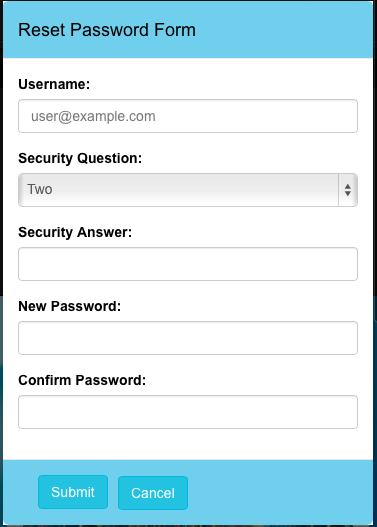 Reset Password Form
Username:
user@example.com
Security Question:
Two
Security Answer:
New Password:
Confirm Password:
Submit Cancel